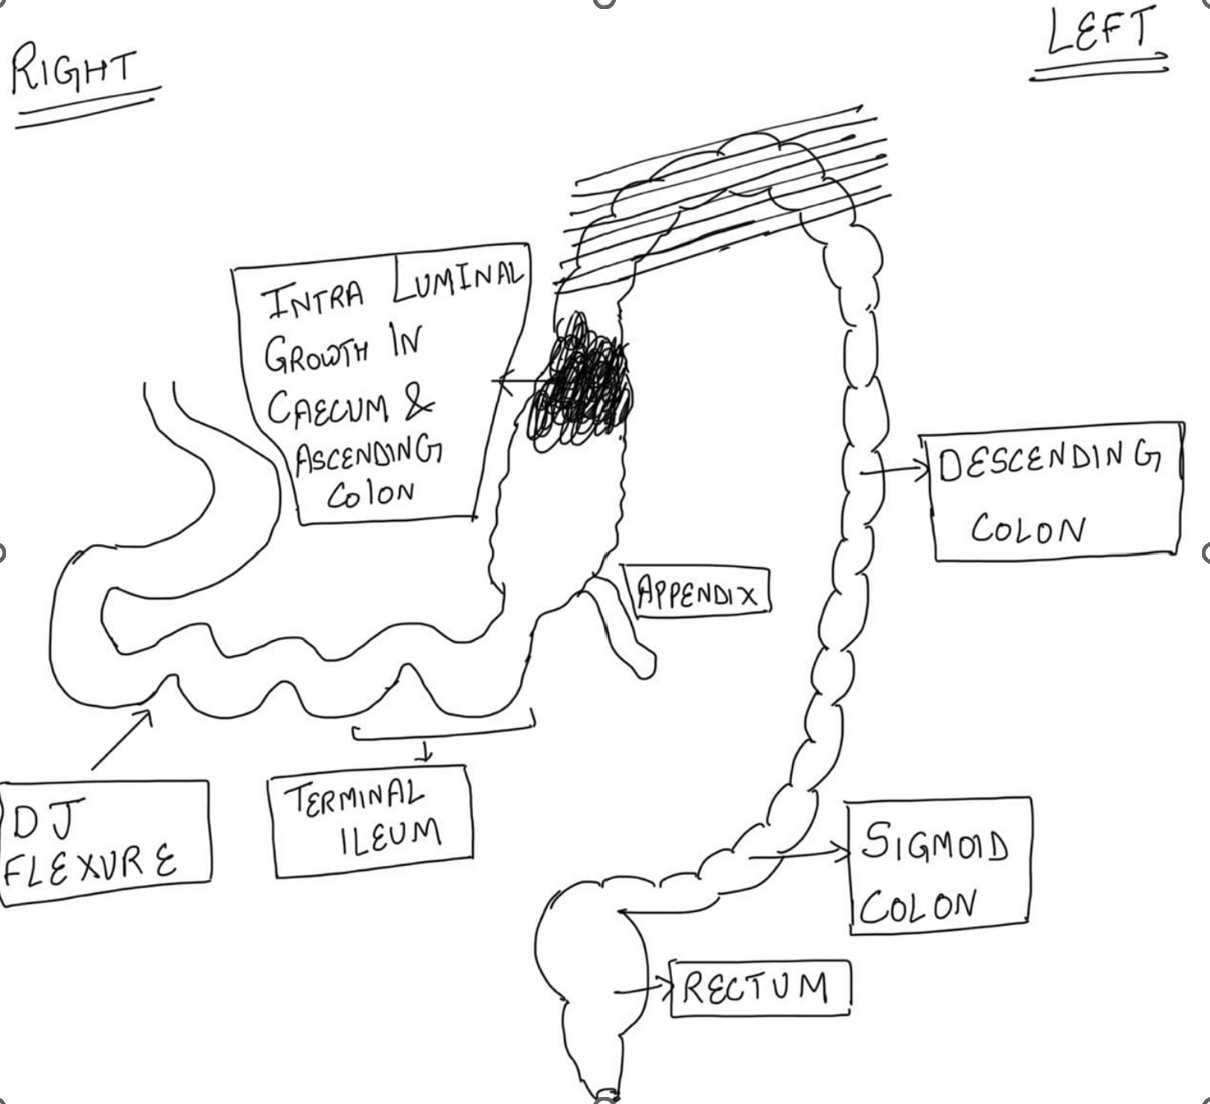 RIGHT
LEFT
INTRA LUMINAL
GROWTH IN
CAECUM &
ASCENDING
COLON
DESCENDING
COLON
APPENDIX
DJ
FLEXURE
TERMINAL
ILEUM
SIGMOID
COLON
RECTUM